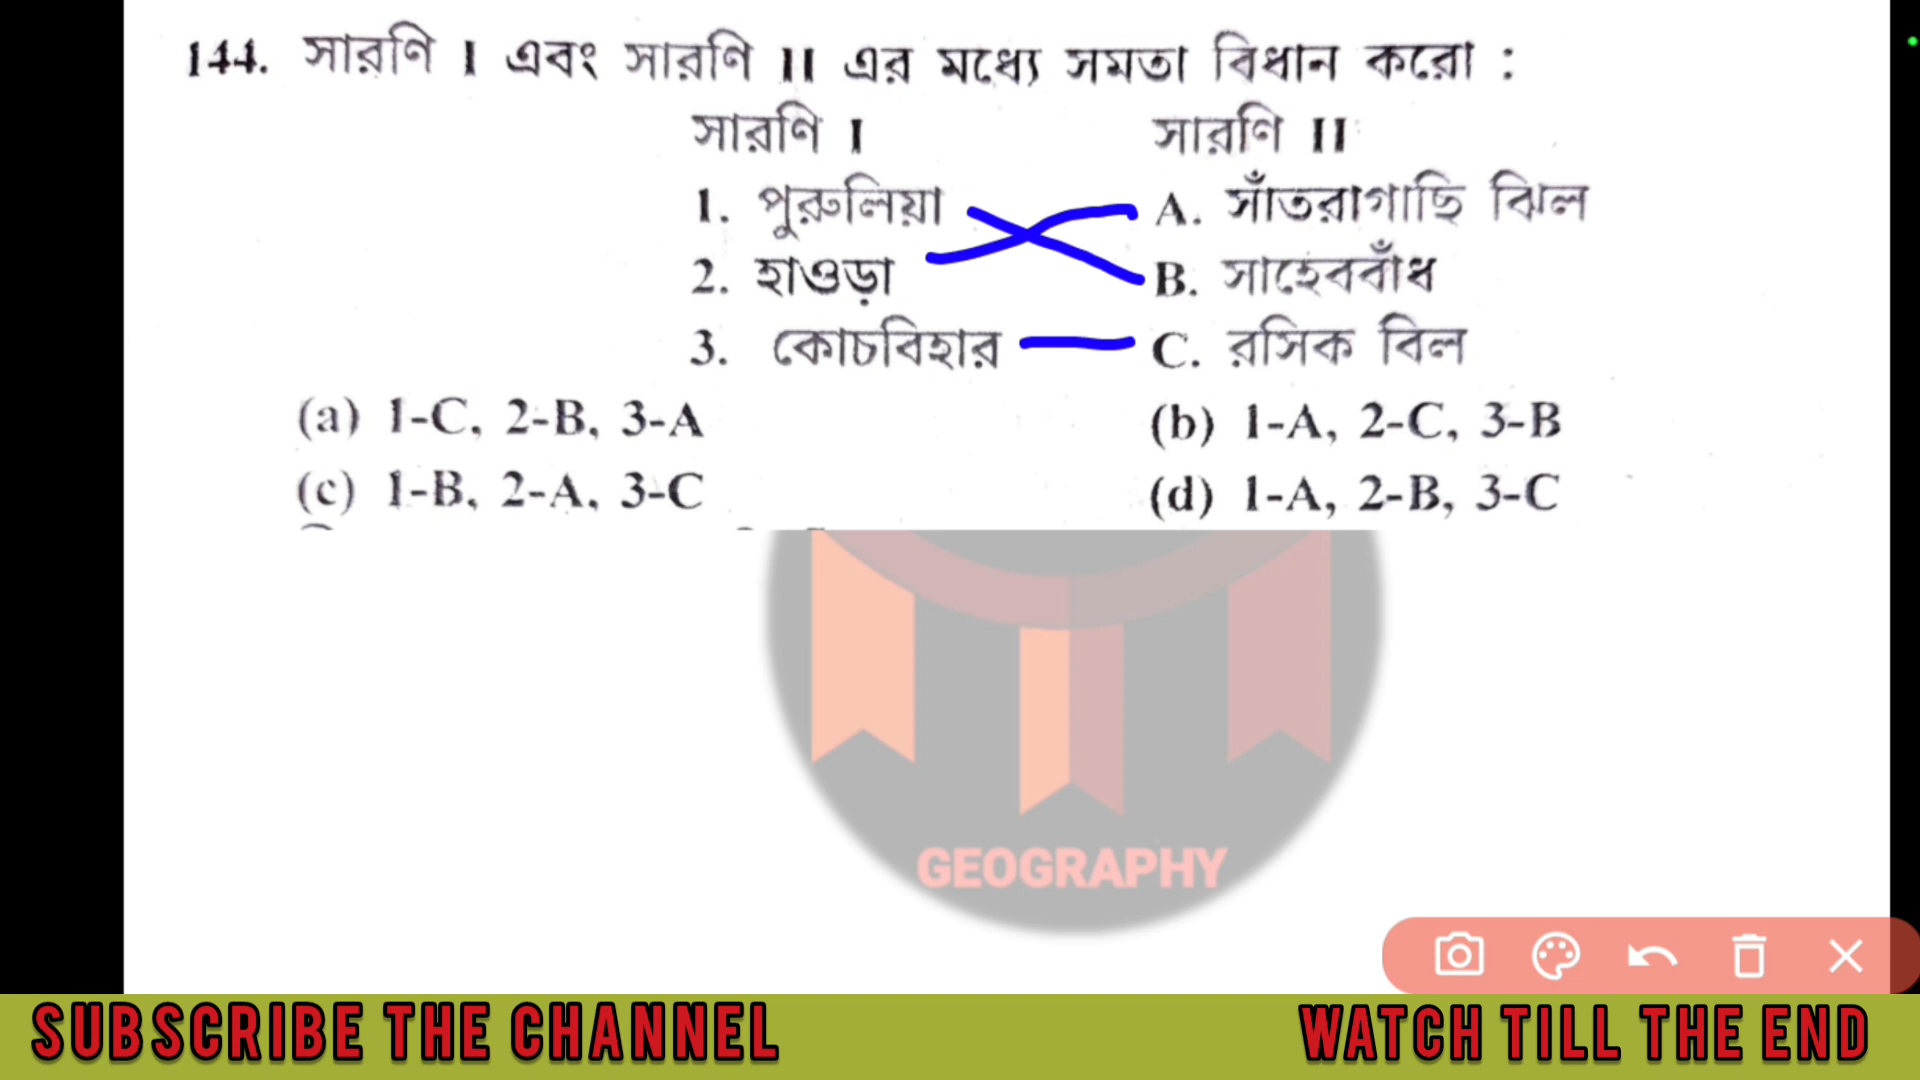 144. সারণি I এবং সারণি II এর মধ্যে সমতা বিধান করো :
সারণি I সারণি II
1. পুরুলিয়া A. সাঁতরাগাছি ঝিল
2. হাওড়া B. সাহেববাঁধ
3. কোচবিহার C. রসিক বিল
(a) 1-C, 2-B, 3-A (b) 1-A, 2-C, 3-B
(c) 1-B, 2-A, 3-C (d) 1-A, 2-B, 3-C
GEOGRAPHY
SUBSCRIBE THE CHANNEL WATCH TILL THE END